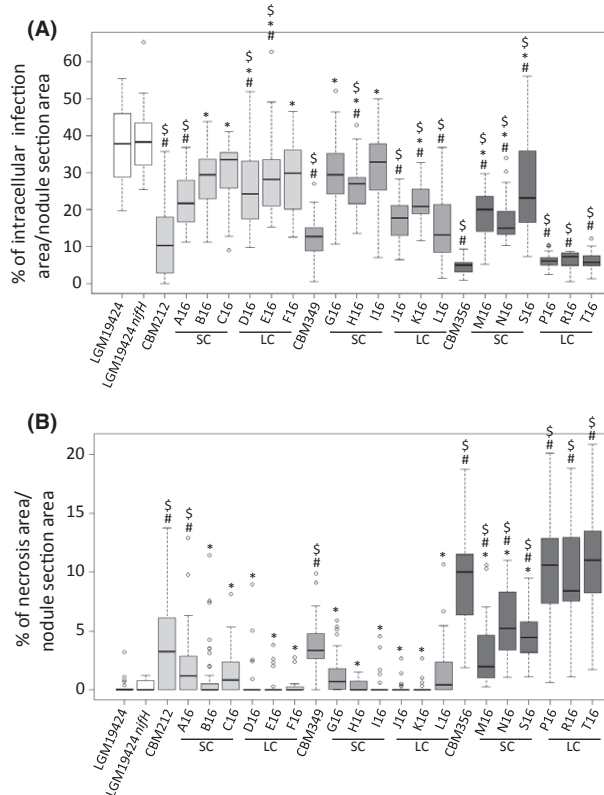 (A)
% of intracellular infection
area/nodule section area
60
50
40
30
20
10
0
$ #
$ #
*
*
$ * #
$ * #
*
$ #
*
$ * #
*
$ #
$ * #
$ #
$ #
$ * #
$ * #
$ * #
$ #
$ #
$ #
LGM19424
LGM19424 nifH
CBM212
A16
B16
C16
D16
E16
F16
CBM349
G16
H16
I16
J16
K16
L16
CBM356
M16
N16
S16
P16
R16
T16
SC
LC
SC
LC
SC
LC
(B)
% of necrosis area/
nodule section area
20
15
10
5
0
$ #
$ #
*
*
*
*
*
$ #
*
*
*
*
*
*
$ #
$ # *
$ # *
$ # *
$ #
$ #
$ #
LGM19424
LGM19424 nifH
CBM212
A16
B16
C16
D16
E16
F16
CBM349
G16
H16
I16
J16
K16
L16
CBM356
M16
N16
S16
P16
R16
T16
SC
LC
SC
LC
SC
LC